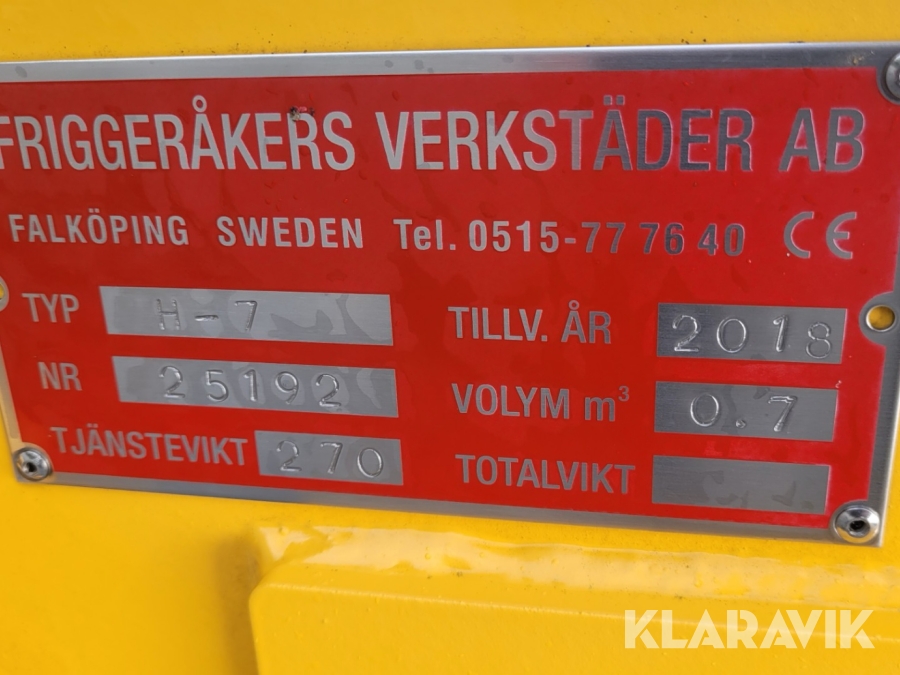 FRIGGERÅKERS VERKSTÄDER AB
FALKÖPING SWEDEN Tel. 0515-77 76 40 CE
TYP H-7 TILLV. ÅR 2018
NR 25192 VOLYM m³ 0.7
TJÄNSTEVIKT 270 TOTALVIKT
KLARAVIK